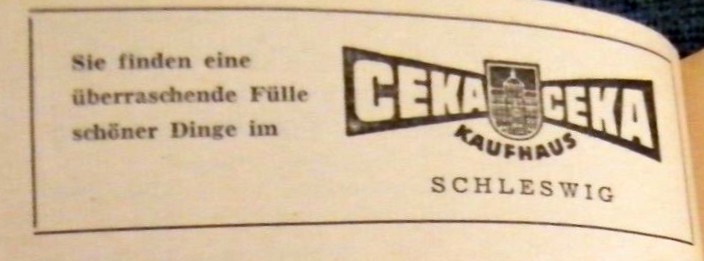 Sie finden eine
überraschende Fülle
schöner Dinge im
CEKA CEKA
KAUFHAUS
SCHLESWIG